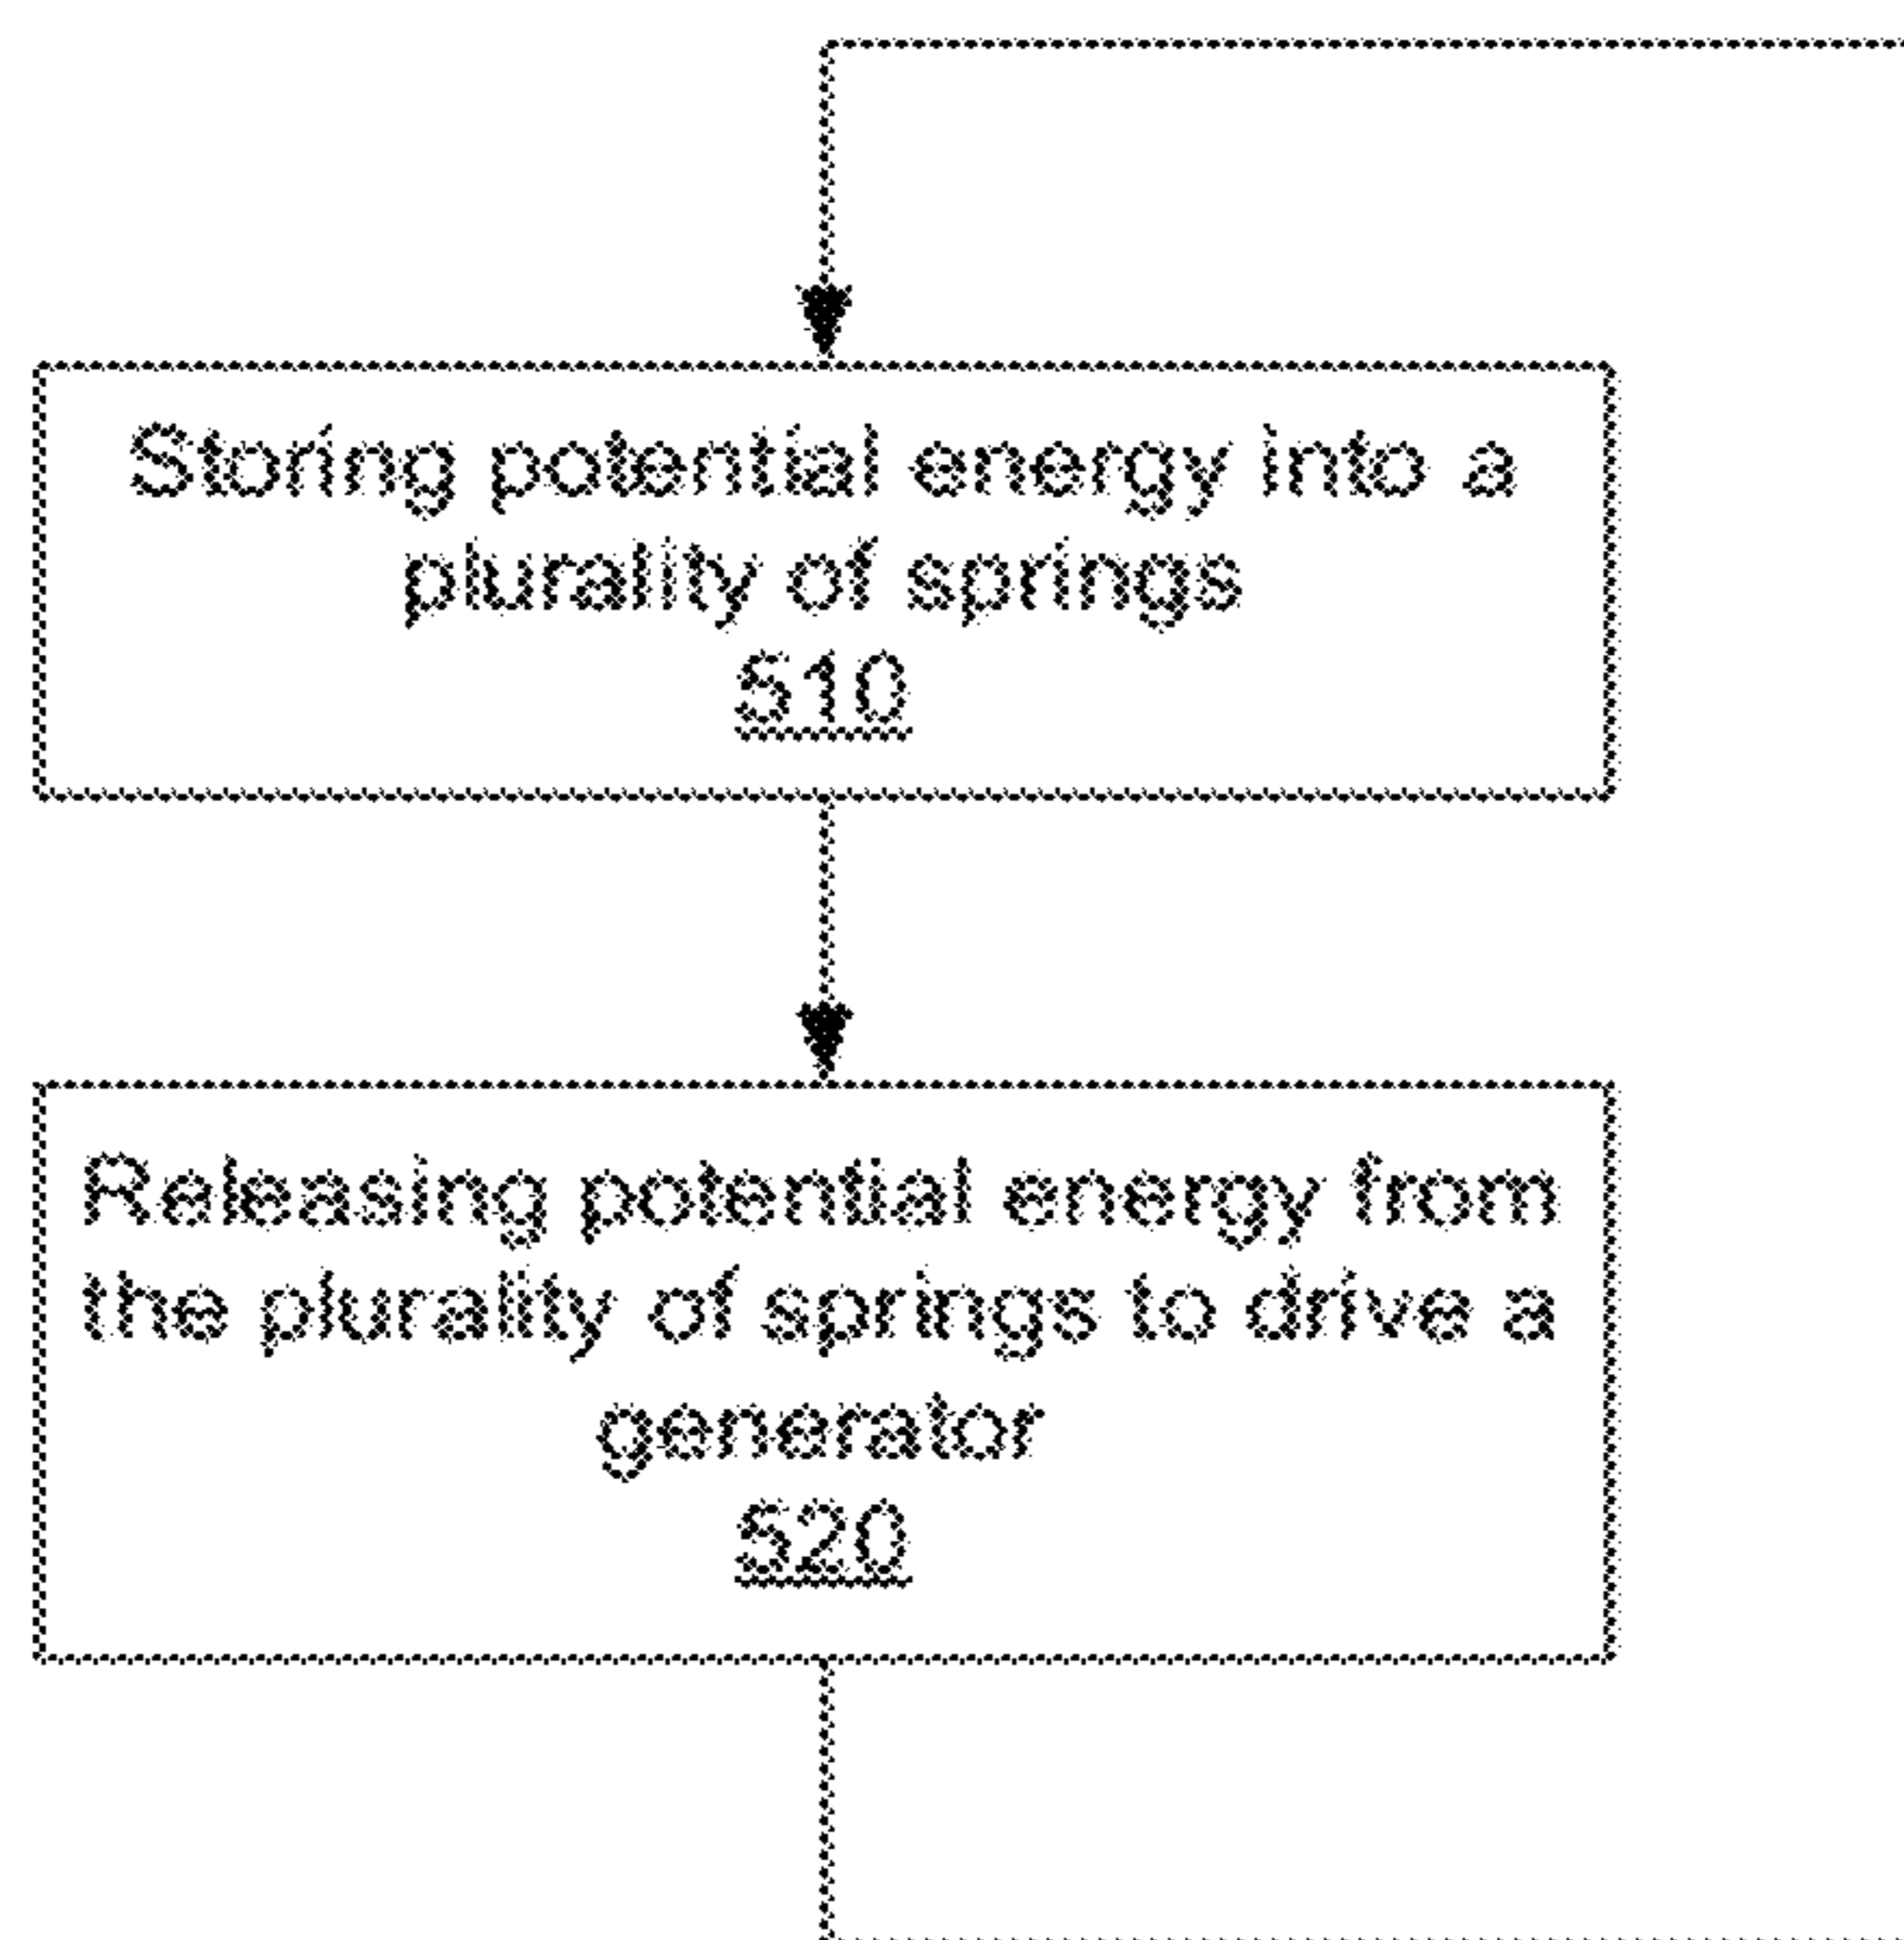 Storing potential energy into a
plurality of springs
510
Releasing potential energy from
the plurality of springs to drive a
generator
520